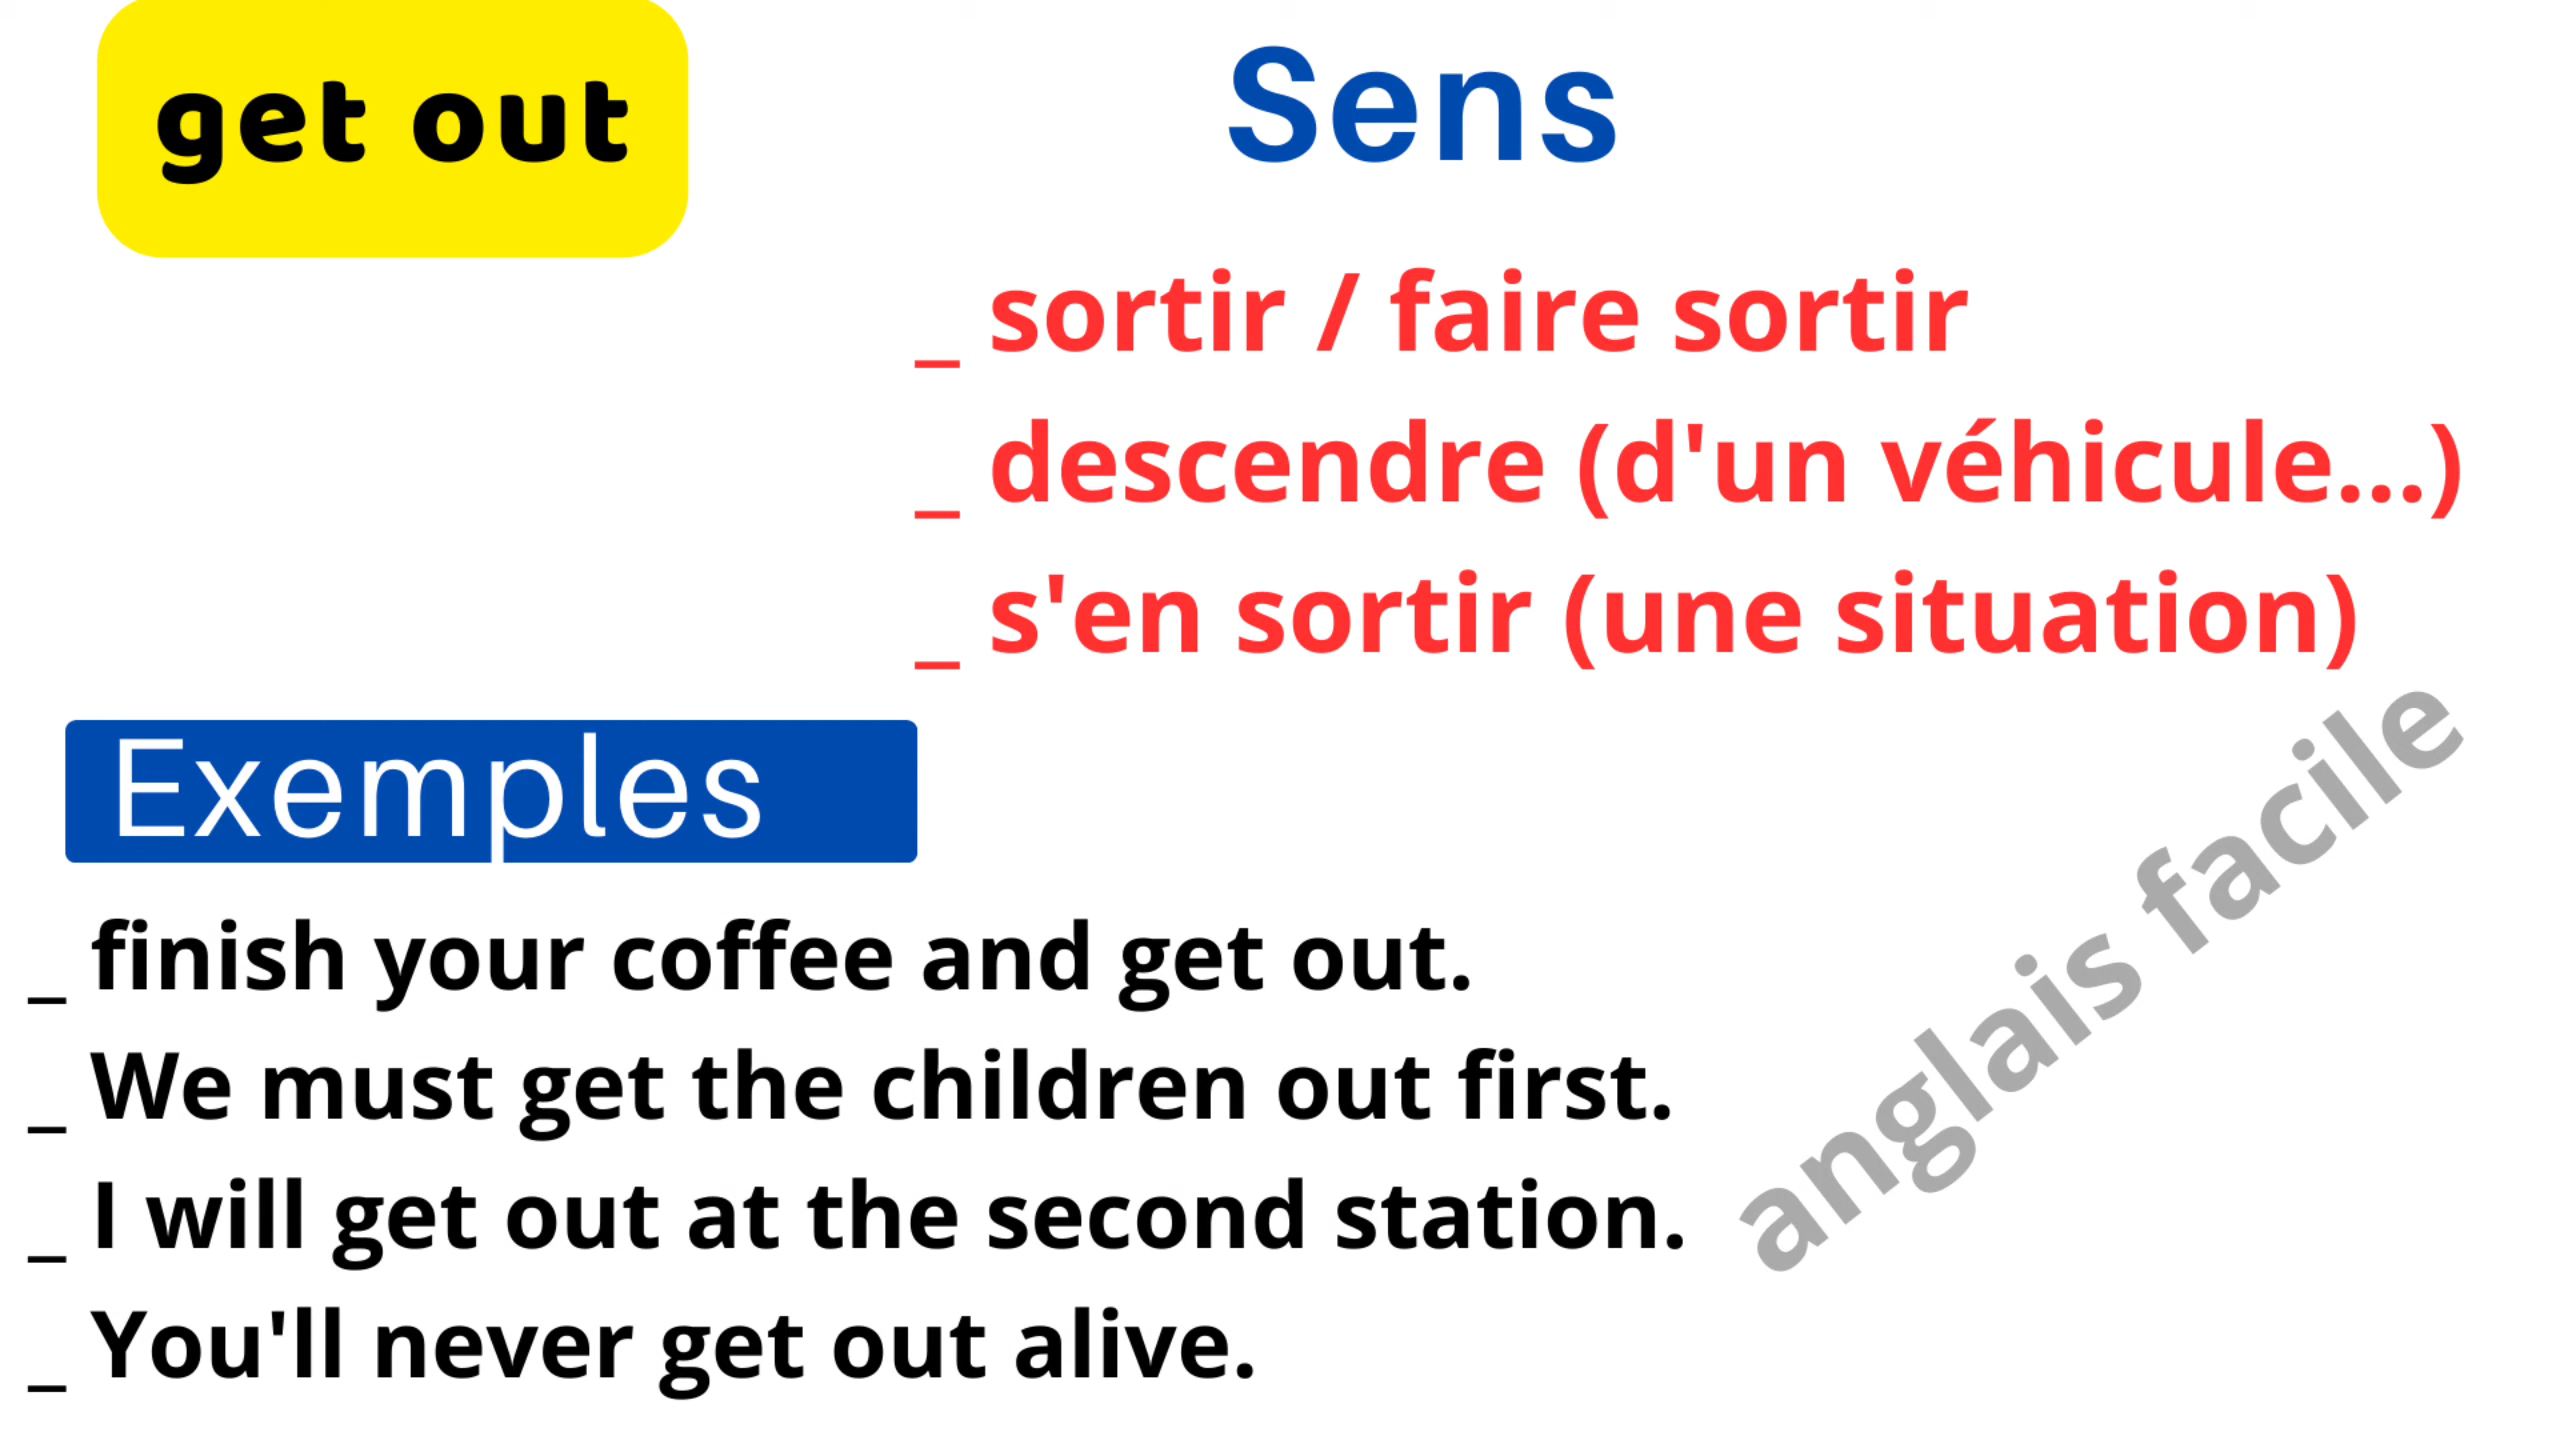 get out
Sens
_ sortir / faire sortir
_ descendre (d'un véhicule...)
_ s'en sortir (une situation)
Exemples
_ finish your coffee and get out.
_ We must get the children out first.
_ I will get out at the second station.
_ You'll never get out alive.
anglais facile